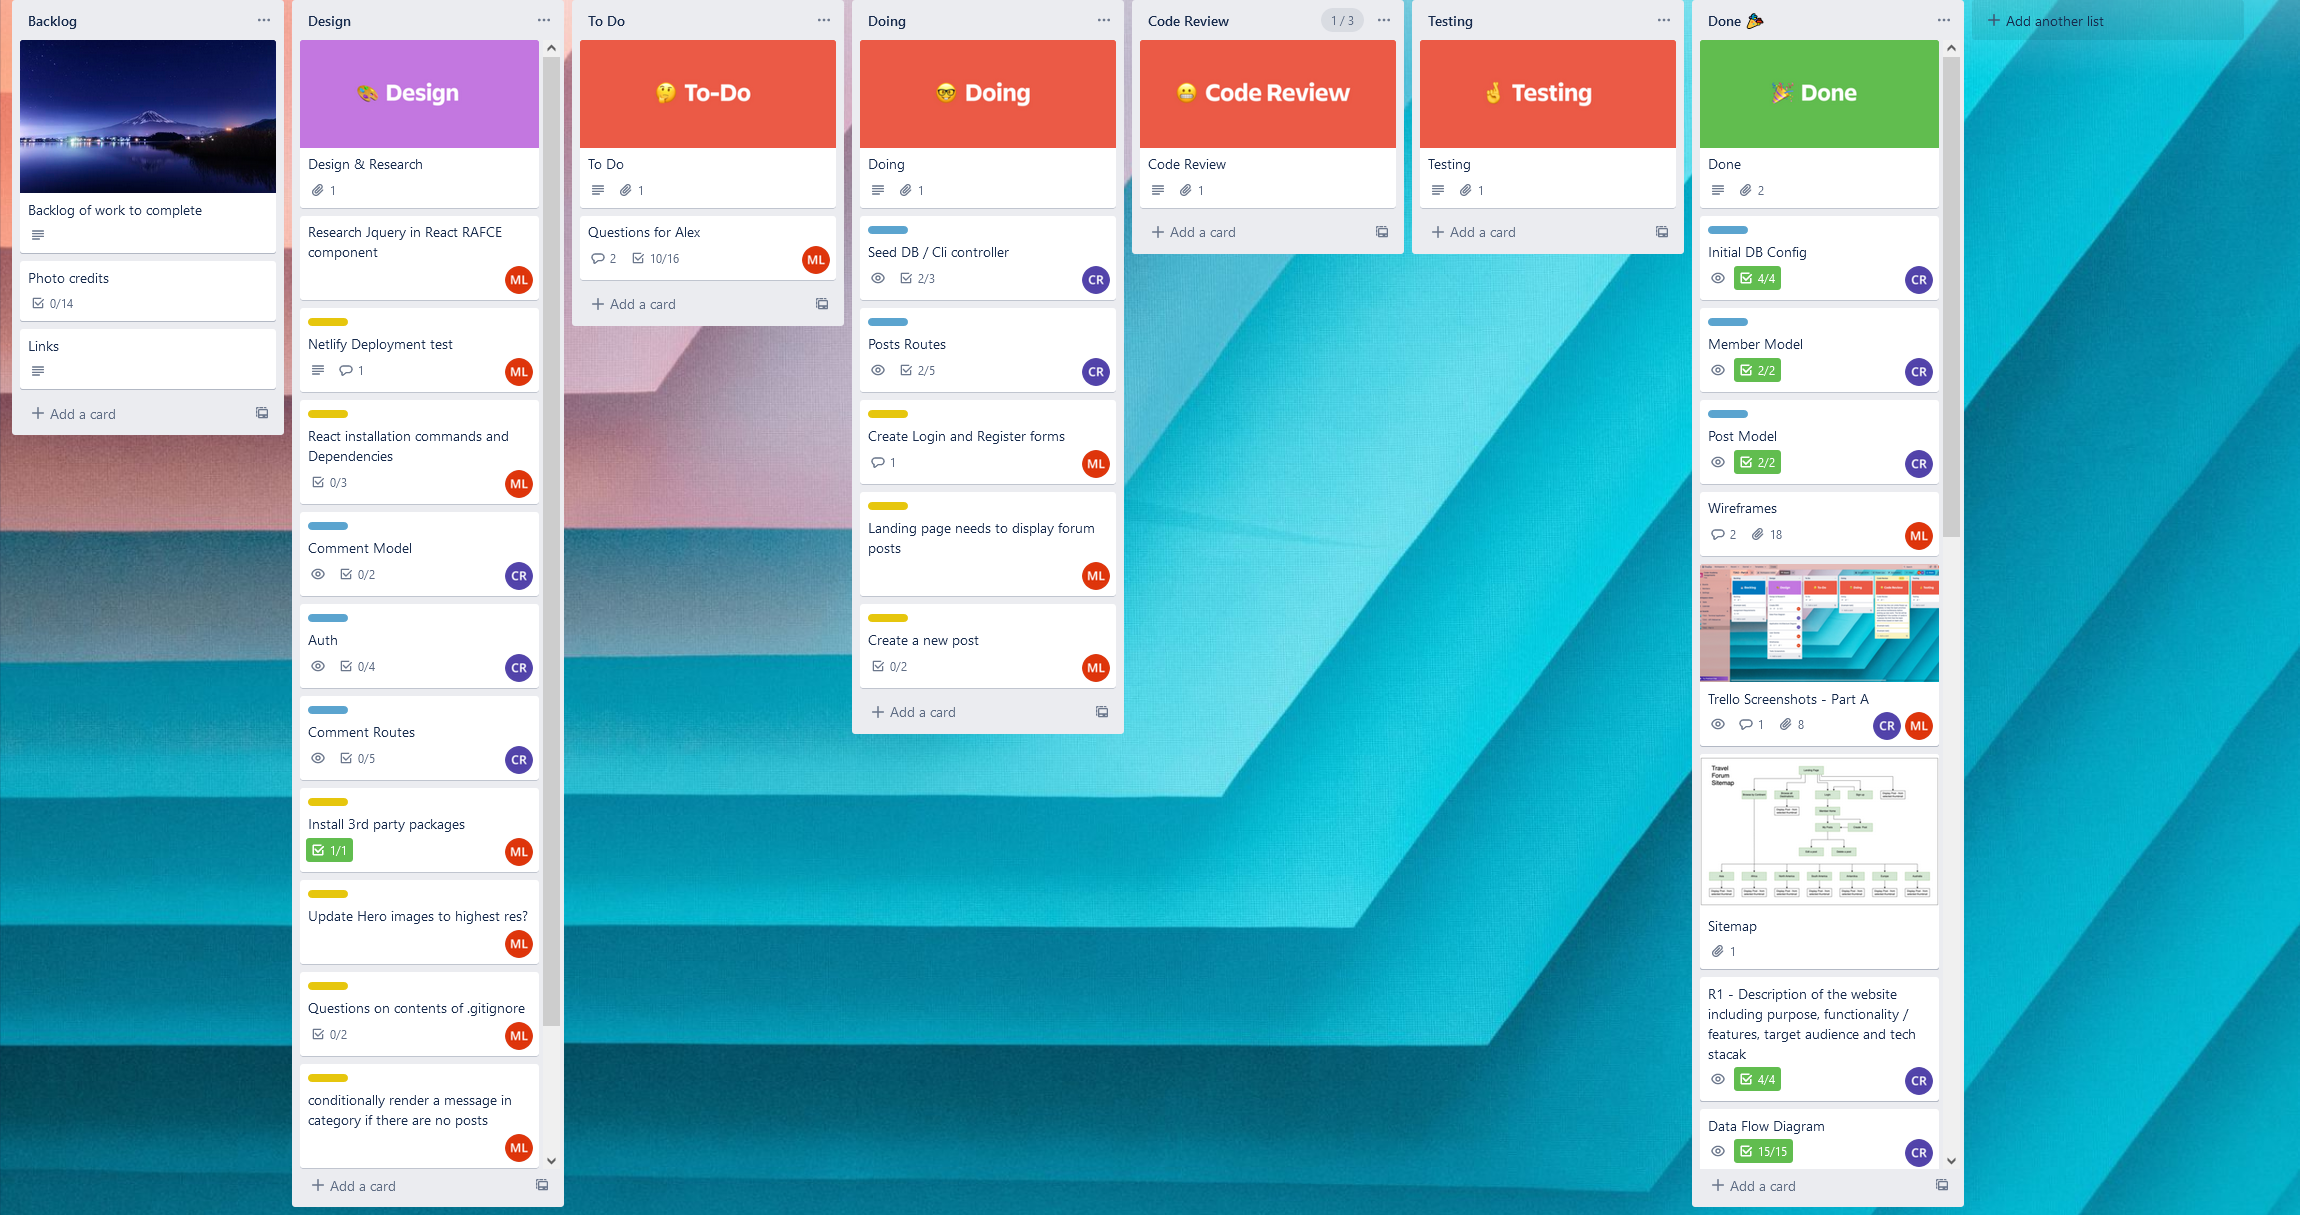 Backlog
Backlog of work to complete
Photo credits
0/14
Links
Add a card
Design
Design
Design & Research
1
Research Jquery in React RAFCE
component
ML
Netlify Deployment test
1
ML
React installation commands and
Dependencies
0/3
ML
Comment Model
0/2
CR
Auth
0/4
CR
Comment Routes
0/5
CR
Install 3rd party packages
1/1
ML
Update Hero images to highest res?
ML
Questions on contents of .gitignore
0/2
ML
conditionally render a message in
category if there are no posts
ML
Add a card
To Do
To-Do
To Do
1
Questions for Alex
2 10/16
ML
Add a card
Doing
Doing
Doing
1
Seed DB / Cli controller
2/3
CR
Posts Routes
2/5
CR
Create Login and Register forms
1
ML
Landing page needs to display forum
posts
ML
Create a new post
0/2
ML
Add a card
Code Review
1 / 3
Code Review
Code Review
1
Add a card
Testing
Testing
Testing
1
Add a card
Done
Done
Done
2
Initial DB Config
4/4
CR
Member Model
2/2
CR
Post Model
2/2
CR
Wireframes
2 18
ML
Trello Screenshots - Part A
1 8
CR ML
Travel
Forum
Sitemap
Sitemap
1
R1 - Description of the website
including purpose, functionality /
features, target audience and tech
stacak
4/4
CR
Data Flow Diagram
15/15
CR
Add a card
Add another list